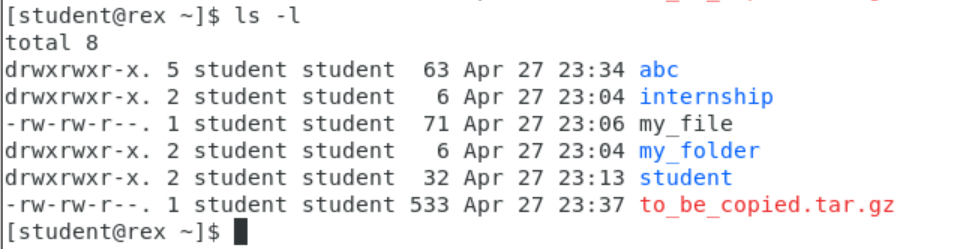 [student@rex ~]$ ls -l
total 8
drwxrwxr-x. 5 student student  63 Apr 27 23:34 abc
drwxrwxr-x. 2 student student   6 Apr 27 23:04 internship
-rw-rw-r--. 1 student student  71 Apr 27 23:06 my_file
drwxrwxr-x. 2 student student   6 Apr 27 23:04 my_folder
drwxrwxr-x. 2 student student  32 Apr 27 23:13 student
-rw-rw-r--. 1 student student 533 Apr 27 23:37 to_be_copied.tar.gz
[student@rex ~]$